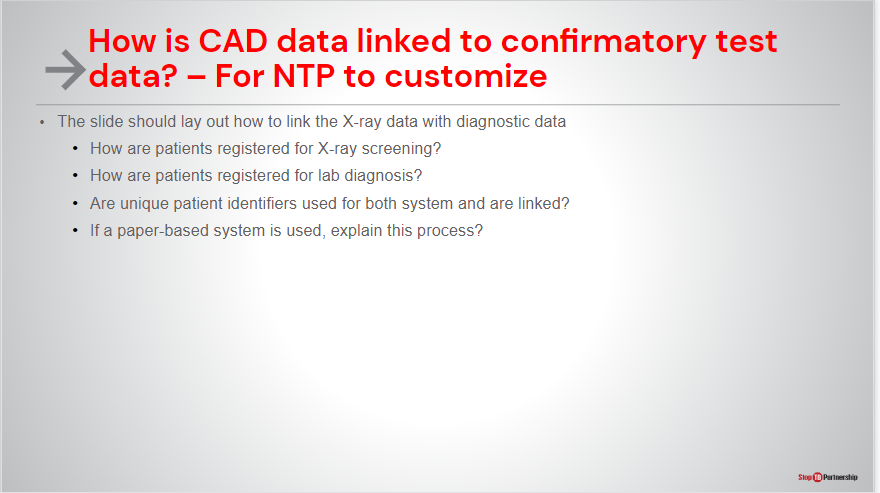 How is CAD data linked to confirmatory test
data? – For NTP to customize
• The slide should lay out how to link the X-ray data with diagnostic data
• How are patients registered for X-ray screening?
• How are patients registered for lab diagnosis?
• Are unique patient identifiers used for both system and are linked?
• If a paper-based system is used, explain this process?
Stop TB Partnership